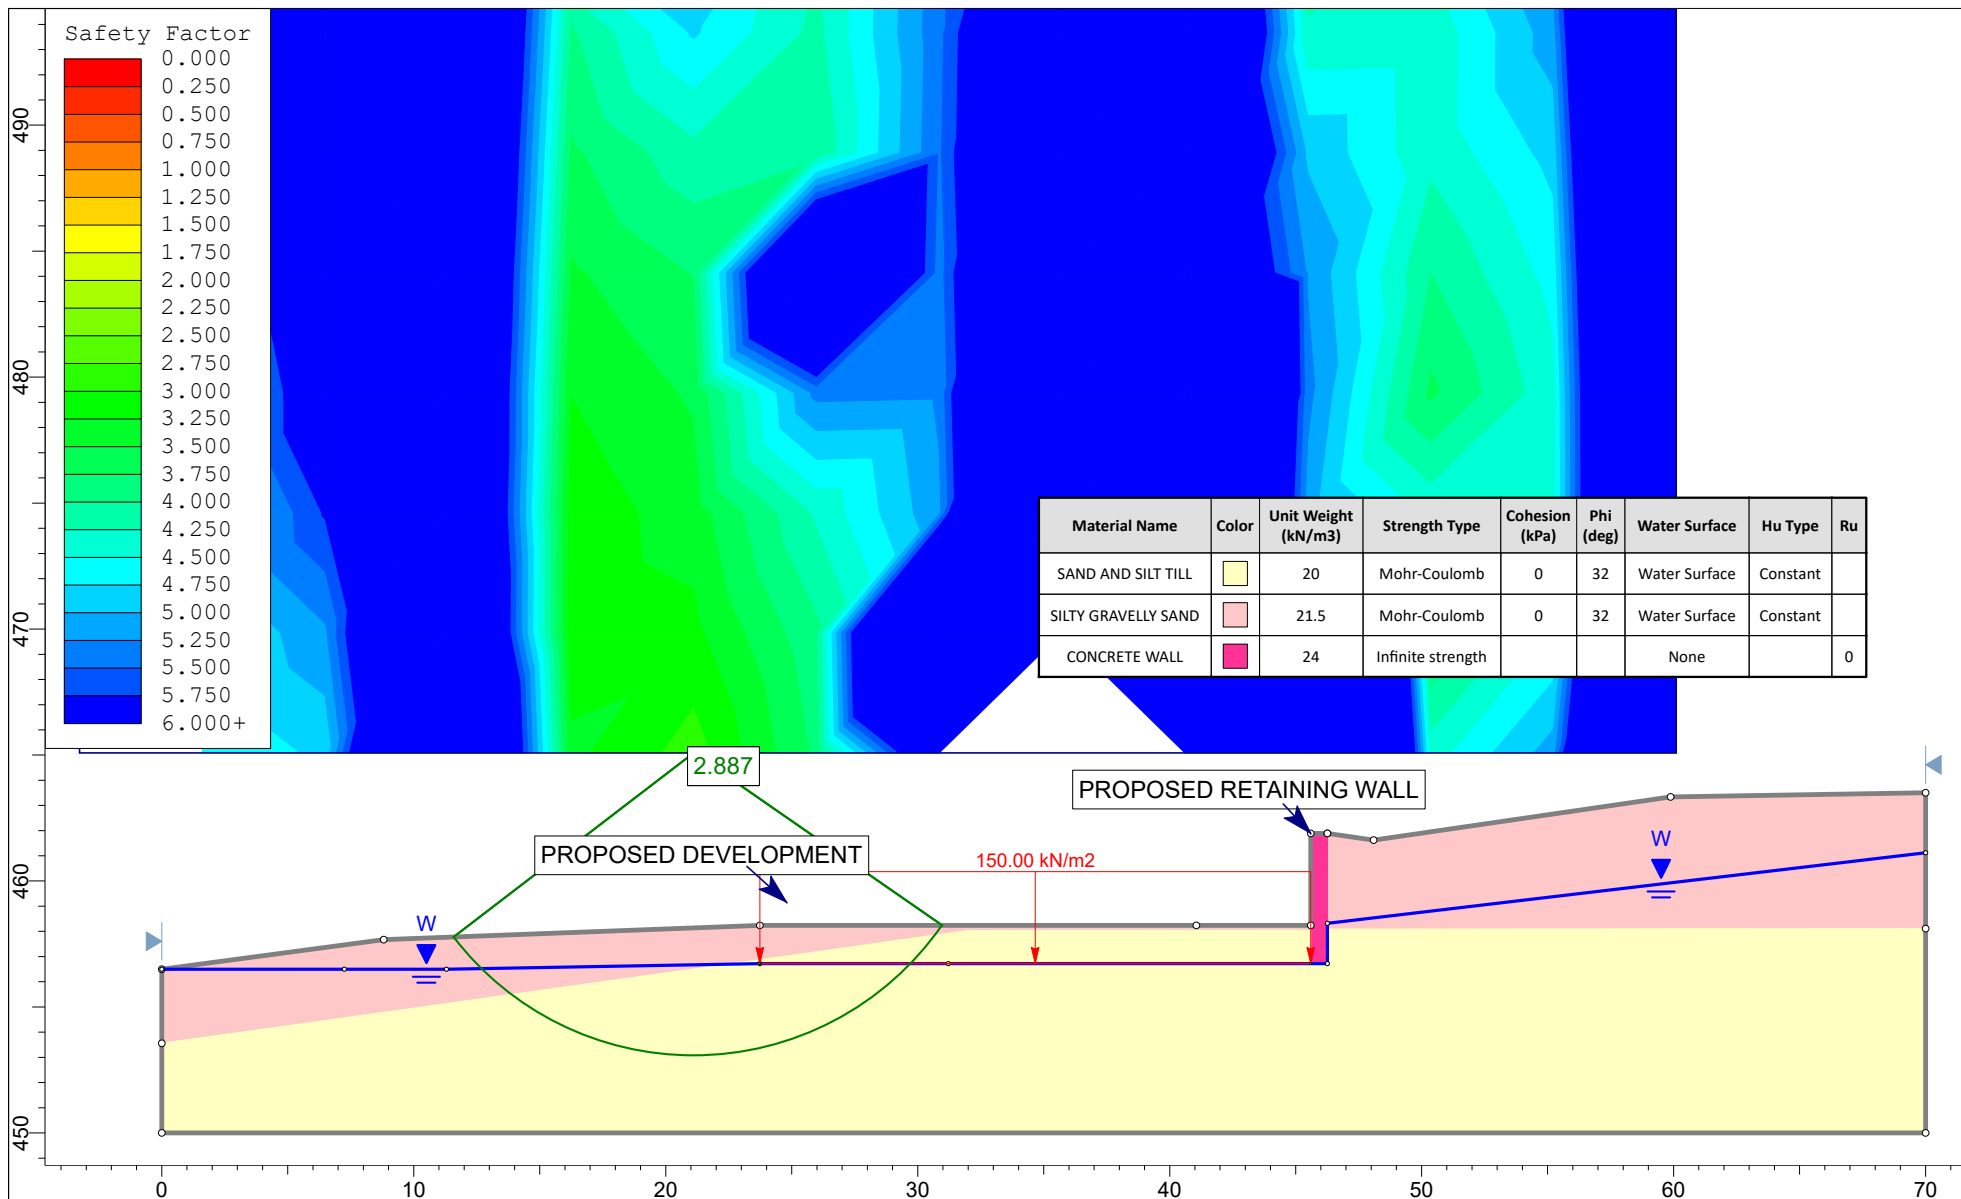 Safety Factor
0.000
0.250
0.500
0.750
1.000
1.250
1.500
1.750
2.000
2.250
2.500
2.750
3.000
3.250
3.500
3.750
4.000
4.250
4.500
4.750
5.000
5.250
5.500
5.750
6.000+
490
480
470
460
450
Material Name Color Unit Weight (kN/m3) Strength Type Cohesion (kPa) Phi (deg) Water Surface Hu Type Ru
SAND AND SILT TILL 20 Mohr-Coulomb 0 32 Water Surface Constant
SILTY GRAVELLY SAND 21.5 Mohr-Coulomb 0 32 Water Surface Constant
CONCRETE WALL 24 Infinite strength None 0
2.887
PROPOSED RETAINING WALL
PROPOSED DEVELOPMENT
150.00 kN/m2
W
W
0 10 20 30 40 50 60 70